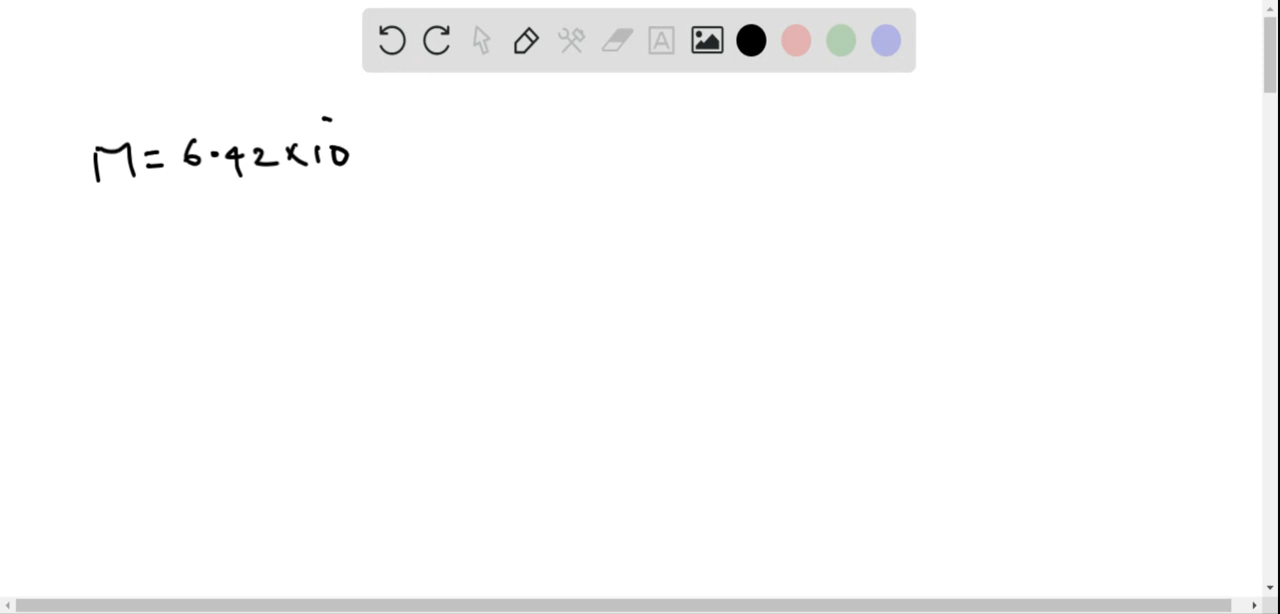 M = 6.42 × 10⁻